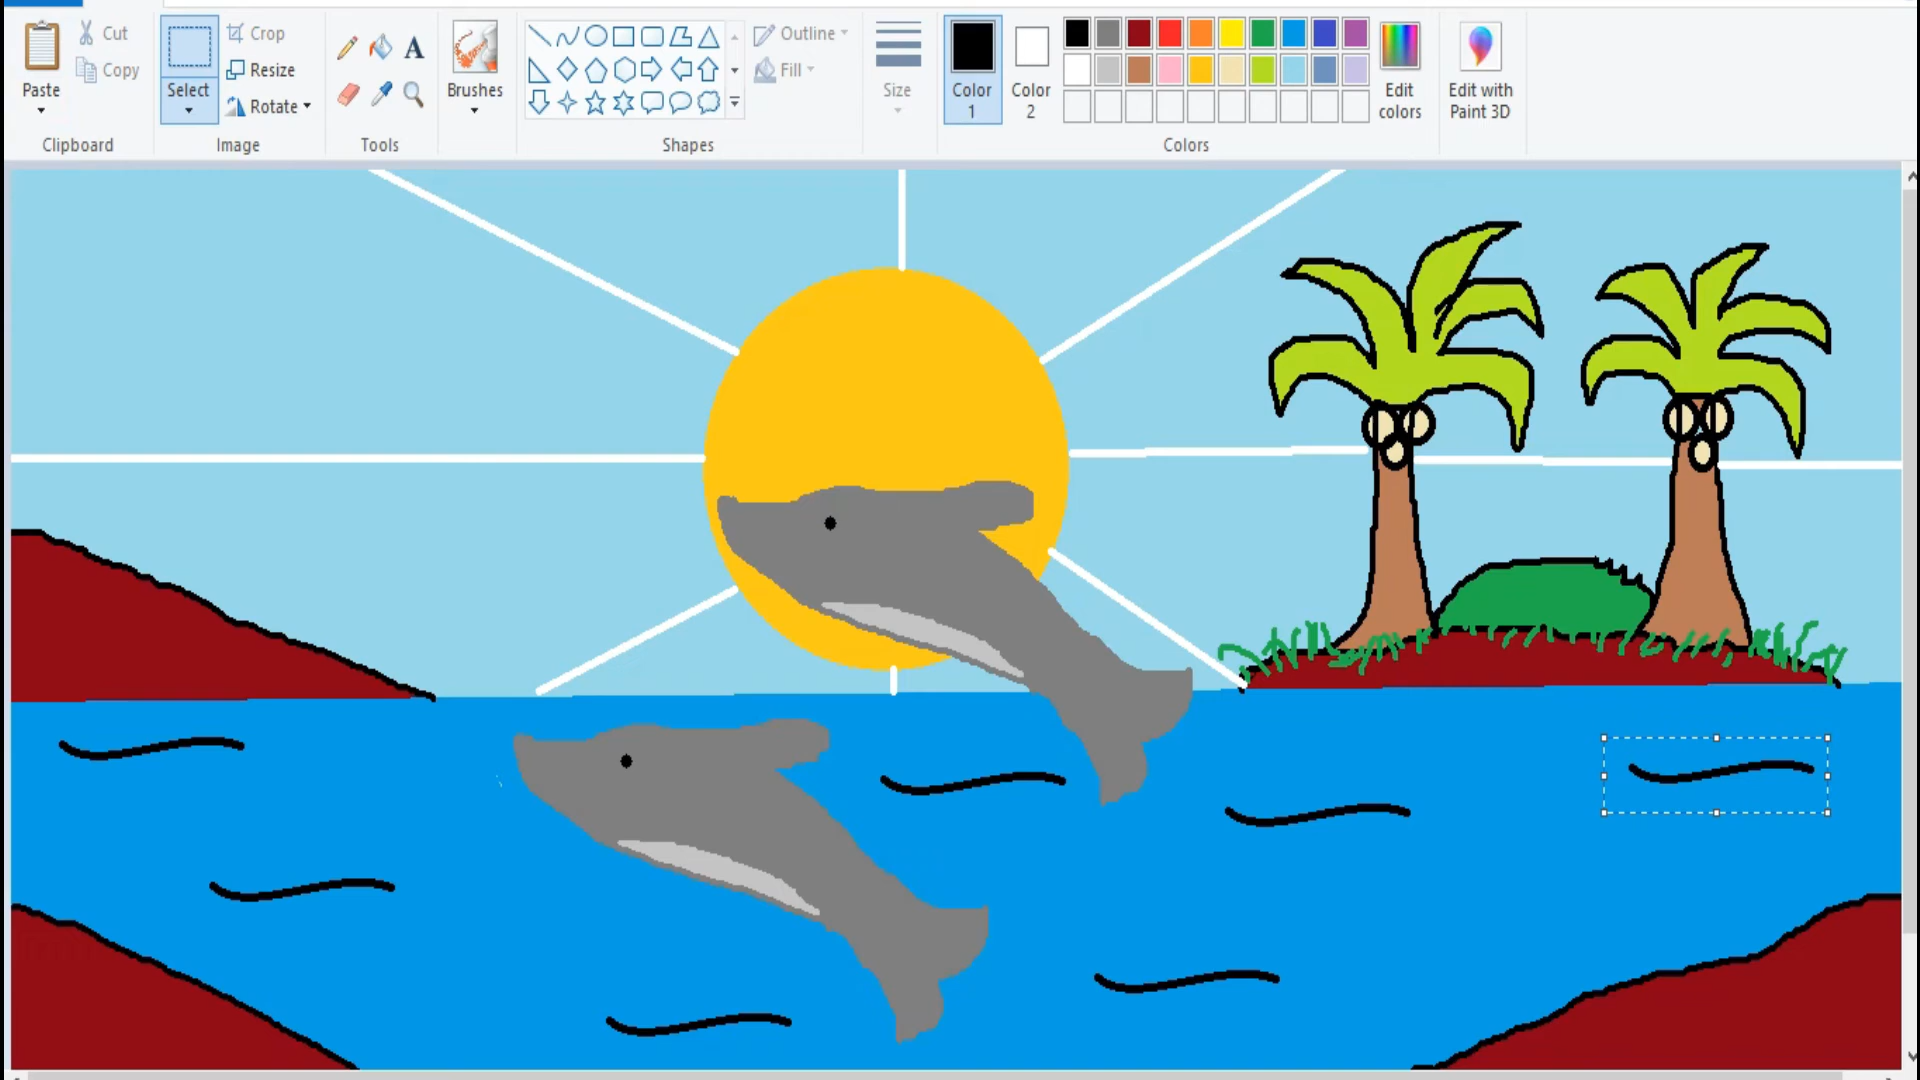 Paste
Cut
Copy
Clipboard
Select
Crop
Resize
Rotate
Image
A
Tools
Brushes
Outline
Fill
Shapes
Size
Color
1
Color
2
Edit
colors
Colors
Edit with
Paint 3D